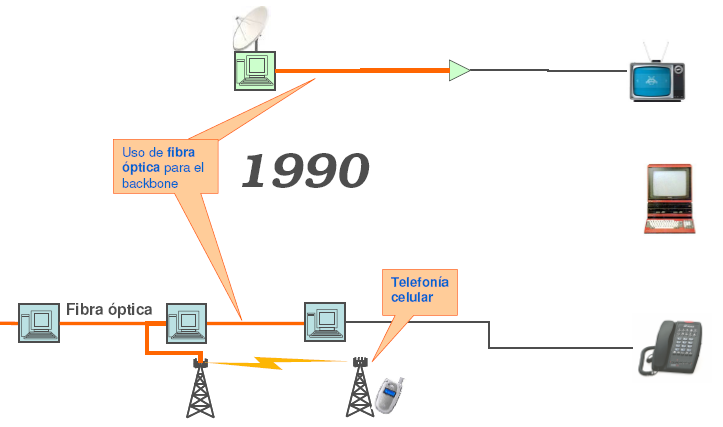 Uso de fibra
óptica para el
backbone
1990
Telefonía
celular
Fibra óptica